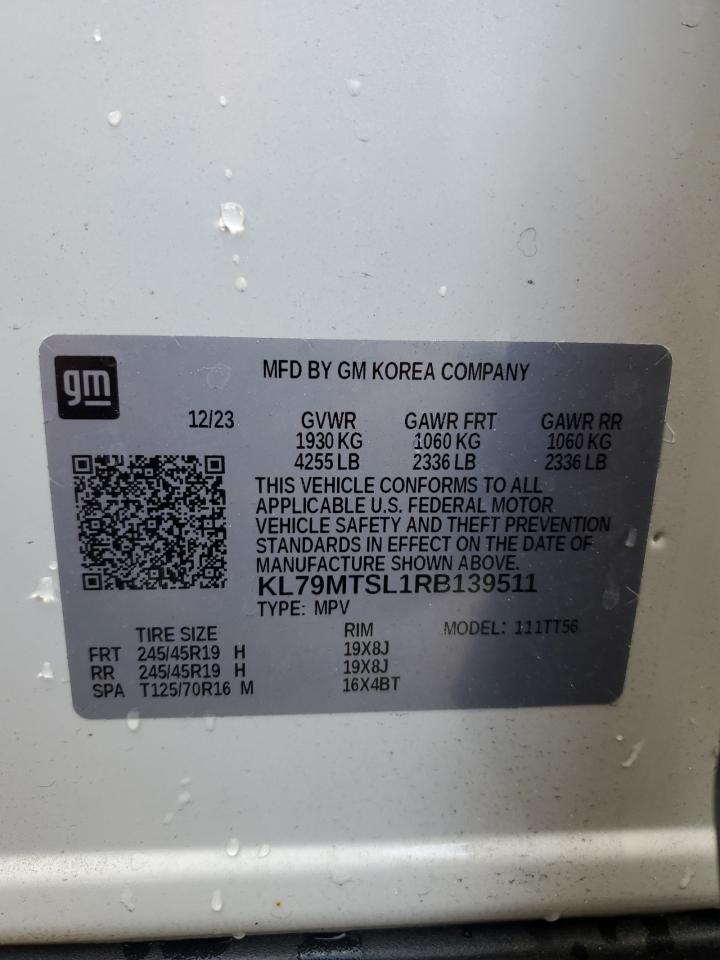 gm
MFD BY GM KOREA COMPANY
12/23 GVWR GAWR FRT GAWR RR
1930 KG 1060 KG 1060 KG
4255 LB 2336 LB 2336 LB
THIS VEHICLE CONFORMS TO ALL
APPLICABLE U.S. FEDERAL MOTOR
VEHICLE SAFETY AND THEFT PREVENTION
STANDARDS IN EFFECT ON THE DATE OF
MANUFACTURE SHOWN ABOVE.
KL79MTSL1RB139511
TYPE: MPV
TIRE SIZE RIM MODEL: 111TT56
FRT 245/45R19 H 19X8J
RR 245/45R19 H 19X8J
SPA T125/70R16 M 16X4BT